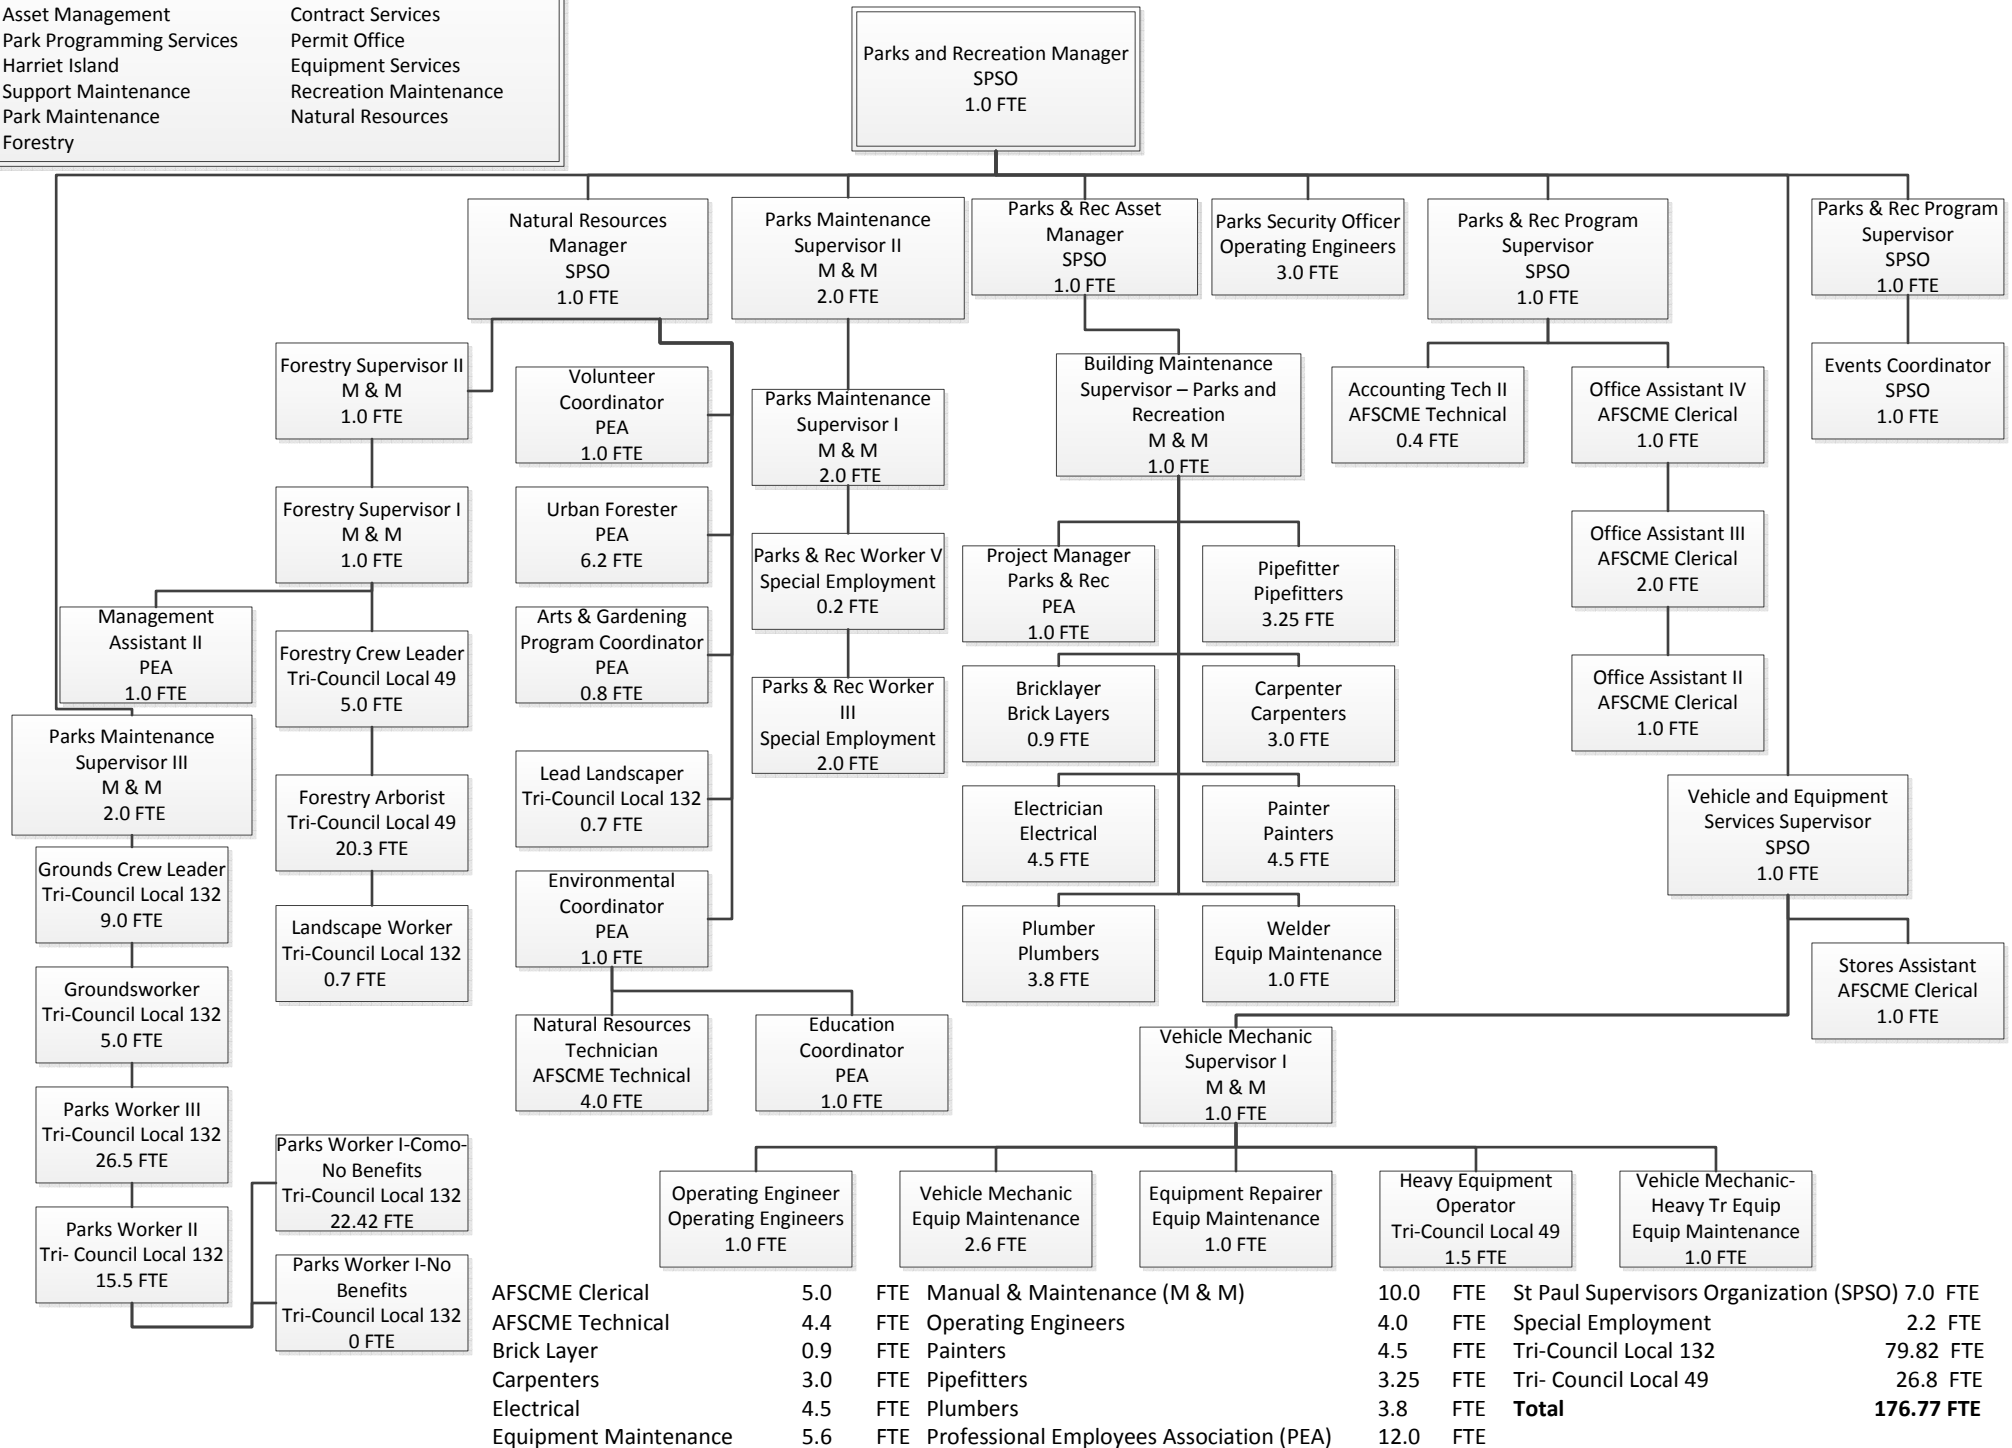 Asset Management
Park Programming Services
Harriet Island
Support Maintenance
Park Maintenance
Forestry
Contract Services
Permit Office
Equipment Services
Recreation Maintenance
Natural Resources
Parks and Recreation Manager
SPSO
1.0 FTE
Natural Resources
Manager
SPSO
1.0 FTE
Parks Maintenance
Supervisor II
M & M
2.0 FTE
Parks & Rec Asset
Manager
SPSO
1.0 FTE
Parks Security Officer
Operating Engineers
3.0 FTE
Parks & Rec Program
Supervisor
SPSO
1.0 FTE
Parks & Rec Program
Supervisor
SPSO
1.0 FTE
Forestry Supervisor II
M & M
1.0 FTE
Volunteer
Coordinator
PEA
1.0 FTE
Parks Maintenance
Supervisor I
M & M
2.0 FTE
Building Maintenance
Supervisor – Parks and
Recreation
M & M
1.0 FTE
Accounting Tech II
AFSCME Technical
0.4 FTE
Office Assistant IV
AFSCME Clerical
1.0 FTE
Events Coordinator
SPSO
1.0 FTE
Forestry Supervisor I
M & M
1.0 FTE
Urban Forester
PEA
6.2 FTE
Parks & Rec Worker V
Special Employment
0.2 FTE
Project Manager
Parks & Rec
PEA
1.0 FTE
Pipefitter
Pipefitters
3.25 FTE
Office Assistant III
AFSCME Clerical
2.0 FTE
Management
Assistant II
PEA
1.0 FTE
Forestry Crew Leader
Tri-Council Local 49
5.0 FTE
Arts & Gardening
Program Coordinator
PEA
0.8 FTE
Parks & Rec Worker
III
Special Employment
2.0 FTE
Bricklayer
Brick Layers
0.9 FTE
Carpenter
Carpenters
3.0 FTE
Office Assistant II
AFSCME Clerical
1.0 FTE
Parks Maintenance
Supervisor III
M & M
2.0 FTE
Forestry Arborist
Tri-Council Local 49
20.3 FTE
Lead Landscaper
Tri-Council Local 132
0.7 FTE
Electrician
Electrical
4.5 FTE
Painter
Painters
4.5 FTE
Vehicle and Equipment
Services Supervisor
SPSO
1.0 FTE
Grounds Crew Leader
Tri-Council Local 132
9.0 FTE
Landscape Worker
Tri-Council Local 132
0.7 FTE
Environmental
Coordinator
PEA
1.0 FTE
Plumber
Plumbers
3.8 FTE
Welder
Equip Maintenance
1.0 FTE
Stores Assistant
AFSCME Clerical
1.0 FTE
Groundsworker
Tri-Council Local 132
5.0 FTE
Natural Resources
Technician
AFSCME Technical
4.0 FTE
Education
Coordinator
PEA
1.0 FTE
Vehicle Mechanic
Supervisor I
M & M
1.0 FTE
Parks Worker III
Tri-Council Local 132
26.5 FTE
Parks Worker I-Como-
No Benefits
Tri-Council Local 132
22.42 FTE
Parks Worker II
Tri- Council Local 132
15.5 FTE
Parks Worker I-No
Benefits
Tri-Council Local 132
0 FTE
Operating Engineer
Operating Engineers
1.0 FTE
Vehicle Mechanic
Equip Maintenance
2.6 FTE
Equipment Repairer
Equip Maintenance
1.0 FTE
Heavy Equipment
Operator
Tri-Council Local 49
1.5 FTE
Vehicle Mechanic-
Heavy Tr Equip
Equip Maintenance
1.0 FTE
AFSCME Clerical 5.0 FTE Manual & Maintenance (M & M) 10.0 FTE St Paul Supervisors Organization (SPSO) 7.0 FTE
AFSCME Technical 4.4 FTE Operating Engineers 4.0 FTE Special Employment 2.2 FTE
Brick Layer 0.9 FTE Painters 4.5 FTE Tri-Council Local 132 79.82 FTE
Carpenters 3.0 FTE Pipefitters 3.25 FTE Tri- Council Local 49 26.8 FTE
Electrical 4.5 FTE Plumbers 3.8 FTE Total 176.77 FTE
Equipment Maintenance 5.6 FTE Professional Employees Association (PEA) 12.0 FTE